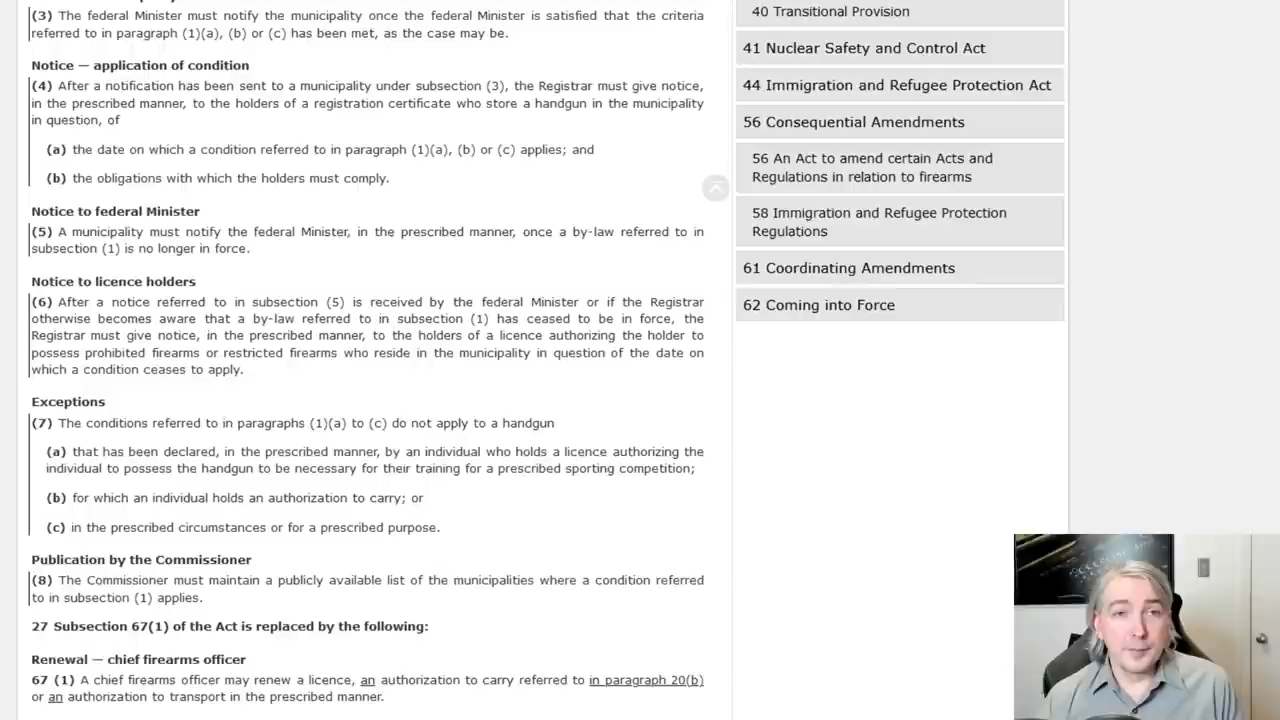 (3) The federal Minister must notify the municipality once the federal Minister is satisfied that the criteria
referred to in paragraph (1)(a), (b) or (c) has been met, as the case may be.
Notice — application of condition
(4) After a notification has been sent to a municipality under subsection (3), the Registrar must give notice,
in the prescribed manner, to the holders of a registration certificate who store a handgun in the municipality
in question, of
(a) the date on which a condition referred to in paragraph (1)(a), (b) or (c) applies; and
(b) the obligations with which the holders must comply.
Notice to federal Minister
(5) A municipality must notify the federal Minister, in the prescribed manner, once a by-law referred to in
subsection (1) is no longer in force.
Notice to licence holders
(6) After a notice referred to in subsection (5) is received by the federal Minister or if the Registrar
otherwise becomes aware that a by-law referred to in subsection (1) has ceased to be in force, the
Registrar must give notice, in the prescribed manner, to the holders of a licence authorizing the holder to
possess prohibited firearms or restricted firearms who reside in the municipality in question of the date on
which a condition ceases to apply.
Exceptions
(7) The conditions referred to in paragraphs (1)(a) to (c) do not apply to a handgun
(a) that has been declared, in the prescribed manner, by an individual who holds a licence authorizing the
individual to possess the handgun to be necessary for their training for a prescribed sporting competition;
(b) for which an individual holds an authorization to carry; or
(c) in the prescribed circumstances or for a prescribed purpose.
Publication by the Commissioner
(8) The Commissioner must maintain a publicly available list of the municipalities where a condition referred
to in subsection (1) applies.
27 Subsection 67(1) of the Act is replaced by the following:
Renewal — chief firearms officer
67 (1) A chief firearms officer may renew a licence, an authorization to carry referred to in paragraph 20(b)
or an authorization to transport in the prescribed manner.
40 Transitional Provision
41 Nuclear Safety and Control Act
44 Immigration and Refugee Protection Act
56 Consequential Amendments
56 An Act to amend certain Acts and
Regulations in relation to firearms
58 Immigration and Refugee Protection
Regulations
61 Coordinating Amendments
62 Coming into Force